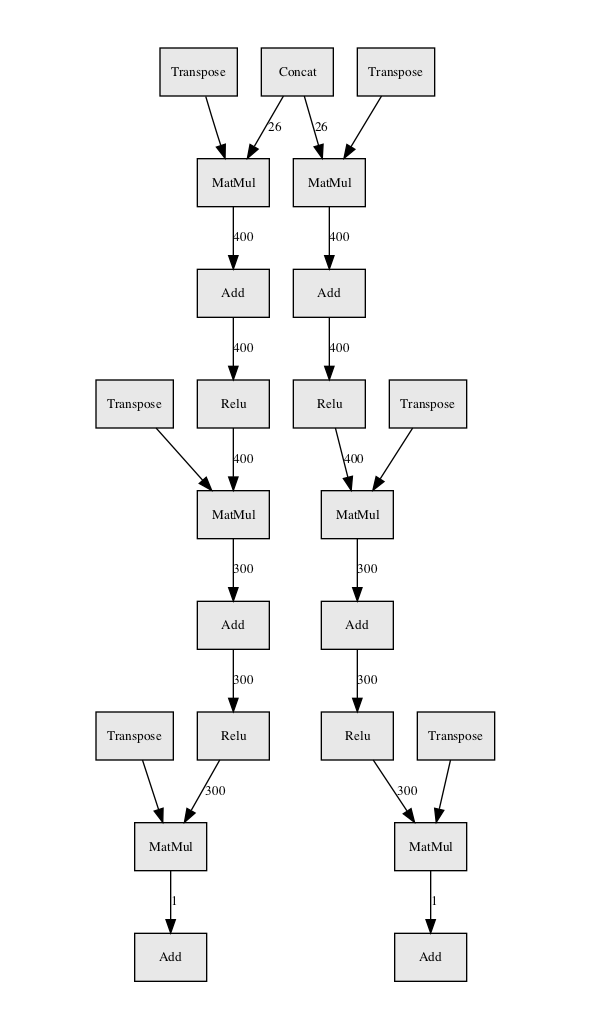 Transpose Concat Transpose
26 26
MatMul MatMul
400 400
Add Add
400 400
Transpose Relu Relu Transpose
400 400
MatMul MatMul
300 300
Add Add
300 300
Transpose Relu Relu Transpose
300 300
MatMul MatMul
1 1
Add Add